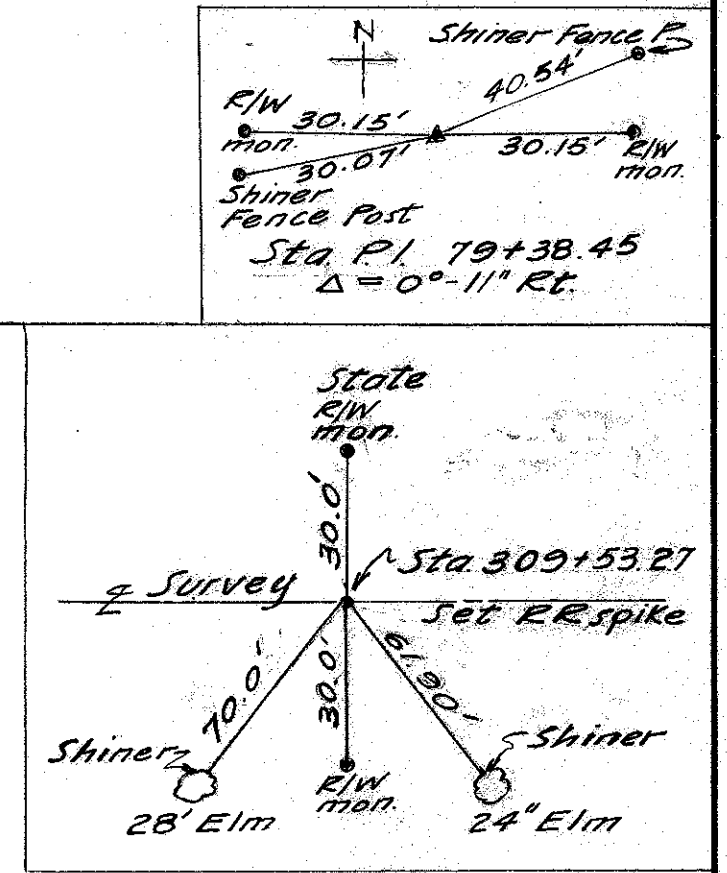 N
Shiner Fence P.
40.54'
R/W
mon.
30.15'
30.15'
R/W
mon.
30.07'
Shiner
Fence Post
Sta. P.I. 79+38.45
Δ = 0°-11" Rt.
State
R/W
mon.
30.0'
Sta 309+53.27
℄ Survey
Set RR spike
70.0'
30.0'
61.90'
Shiner
Shiner
R/W
mon.
28' Elm
24" Elm